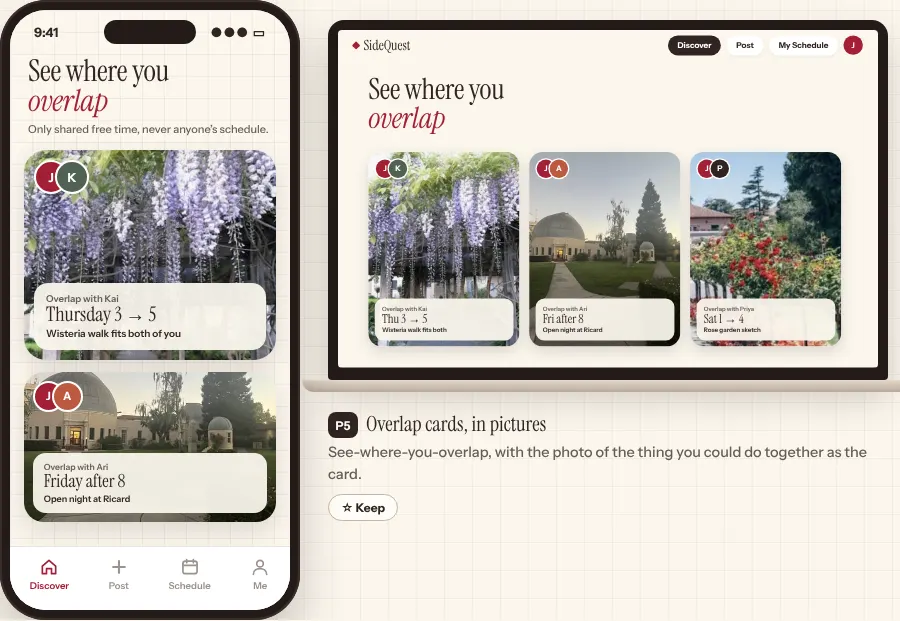 9:41
See where you
overlap
Only shared free time, never anyone's schedule.
J K
Overlap with Kai
Thursday 3 → 5
Wisteria walk fits both of you
J A
Overlap with Ari
Friday after 8
Open night at Ricard
Discover Post Schedule Me
SideQuest Discover Post My Schedule J
See where you
overlap
J K
Overlap with Kai
Thu 3 → 5
Wisteria walk fits both
J A
Overlap with Ari
Fri after 8
Open night at Ricard
J P
Overlap with Priya
Sat 1 → 4
Rose garden sketch
P5 Overlap cards, in pictures
See-where-you-overlap, with the photo of the thing you could do together as the
card.
☆ Keep